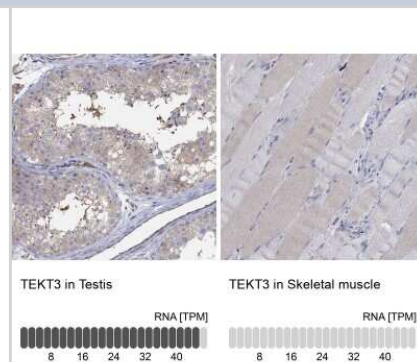 TEKT3 in Testis
TEKT3 in Skeletal muscle
RNA [TPM]
RNA [TPM]
8 16 24 32 40
8 16 24 32 40